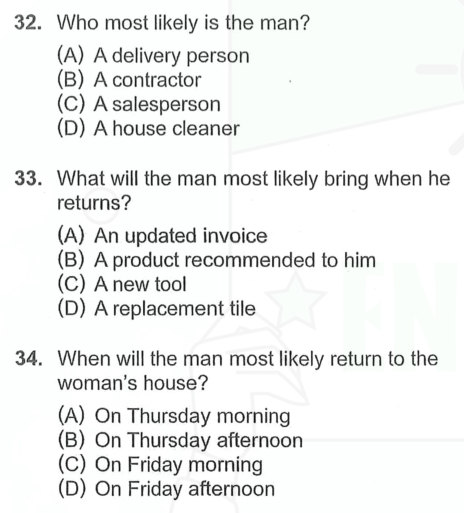 32. Who most likely is the man?
(A) A delivery person
(B) A contractor
(C) A salesperson
(D) A house cleaner
33. What will the man most likely bring when he
returns?
(A) An updated invoice
(B) A product recommended to him
(C) A new tool
(D) A replacement tile
34. When will the man most likely return to the
woman's house?
(A) On Thursday morning
(B) On Thursday afternoon
(C) On Friday morning
(D) On Friday afternoon